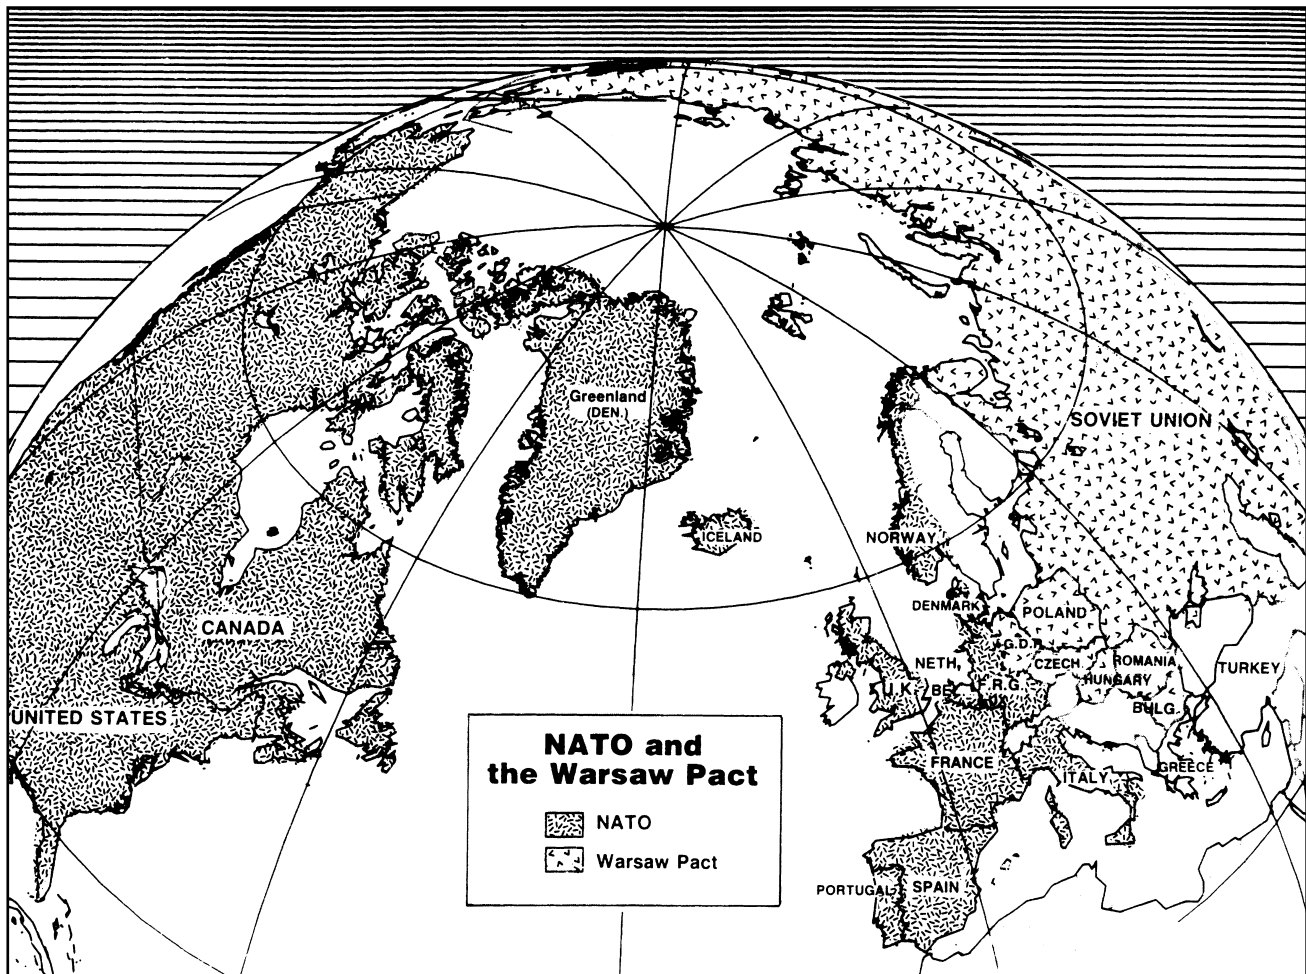 SOVIET UNION
Greenland
(DEN.)
ICELAND
NORWAY
DENMARK
POLAND
CANADA
G.D.R.
NETH.
CZECH.
ROMANIA
HUNGARY
TURKEY
U.K.
BE
F.R.G.
BULG.
UNITED STATES
FRANCE
ITALY
GREECE
NATO and
the Warsaw Pact
NATO
Warsaw Pact
PORTUGAL
SPAIN